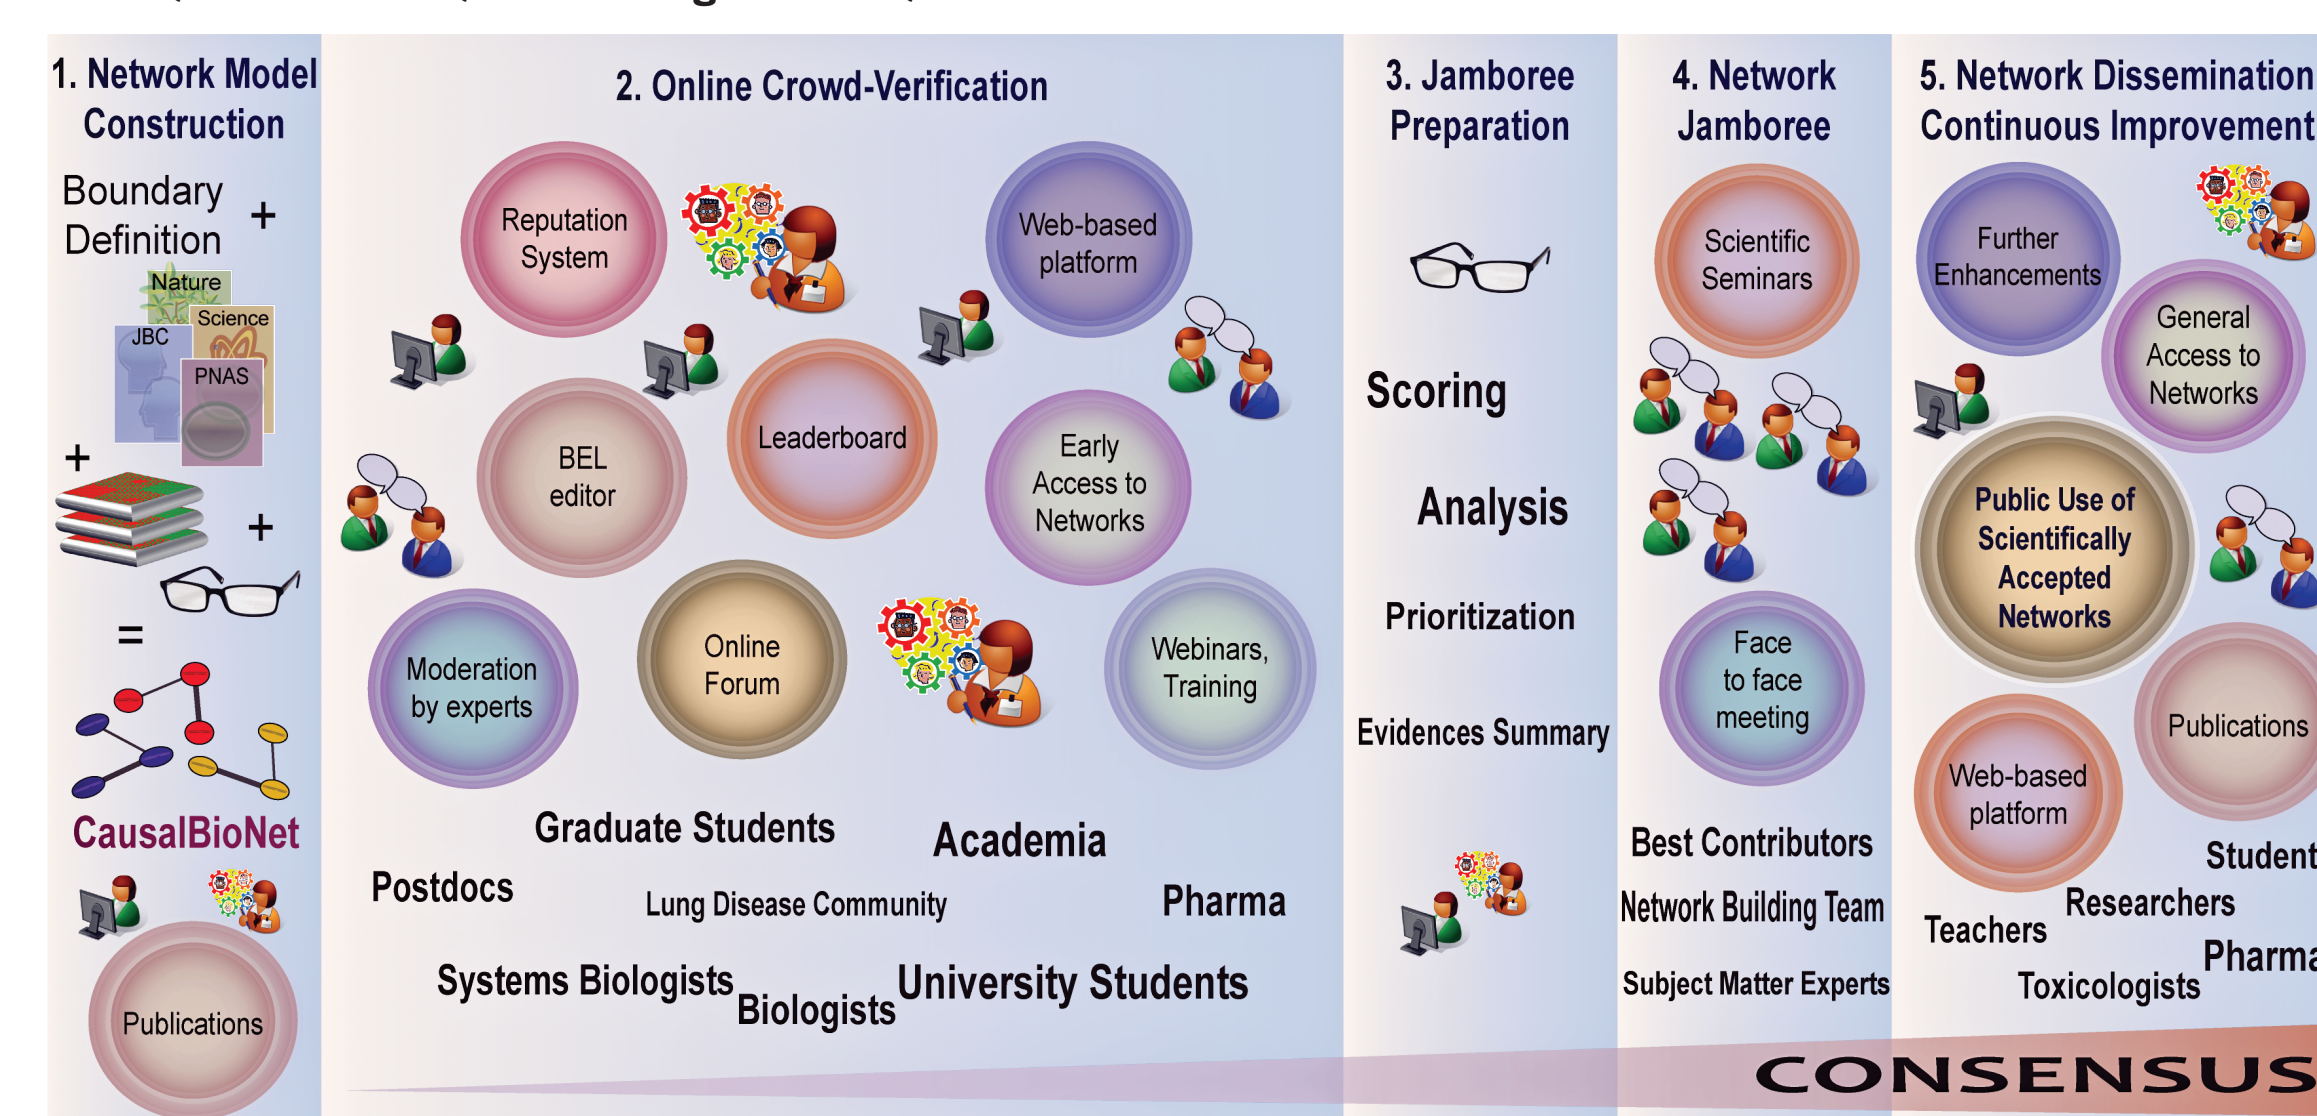 1. Network Model
Construction
Boundary
Definition
+
Nature
Science
JBC
PNAS
+
+
=
CausalBioNet
Publications
2. Online Crowd-Verification
Reputation
System
Web-based
platform
BEL
editor
Leaderboard
Early
Access to
Networks
Moderation
by experts
Online
Forum
Webinars,
Training
Graduate Students
Academia
Postdocs
Lung Disease Community
Pharma
Systems Biologists
Biologists
University Students
3. Jamboree
Preparation
Scoring
Analysis
Prioritization
Evidences Summary
4. Network
Jamboree
Scientific
Seminars
Face
to face
meeting
Best Contributors
Network Building Team
Subject Matter Experts
5. Network Dissemination
Continuous Improvement
Further
Enhancements
General
Access to
Networks
Public Use of
Scientifically
Accepted
Networks
Publications
Web-based
platform
Student
Researchers
Teachers
Pharma
Toxicologists
CONSENSUS